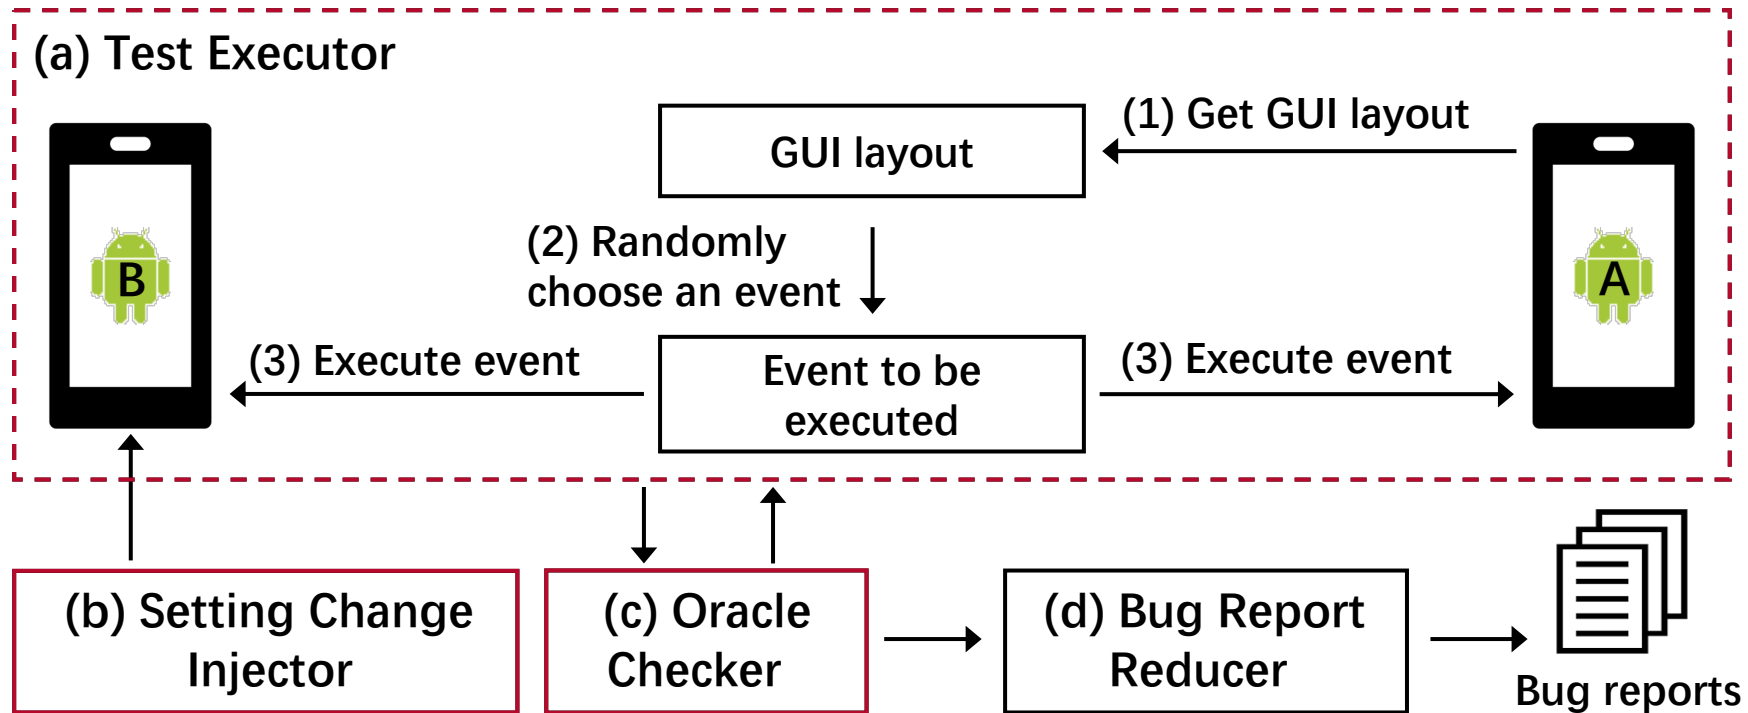 (a) Test Executor
(1) Get GUI layout
GUI layout
(2) Randomly
choose an event
B
A
(3) Execute event
Event to be
executed
(3) Execute event
(b) Setting Change
Injector
(c) Oracle
Checker
(d) Bug Report
Reducer
Bug reports